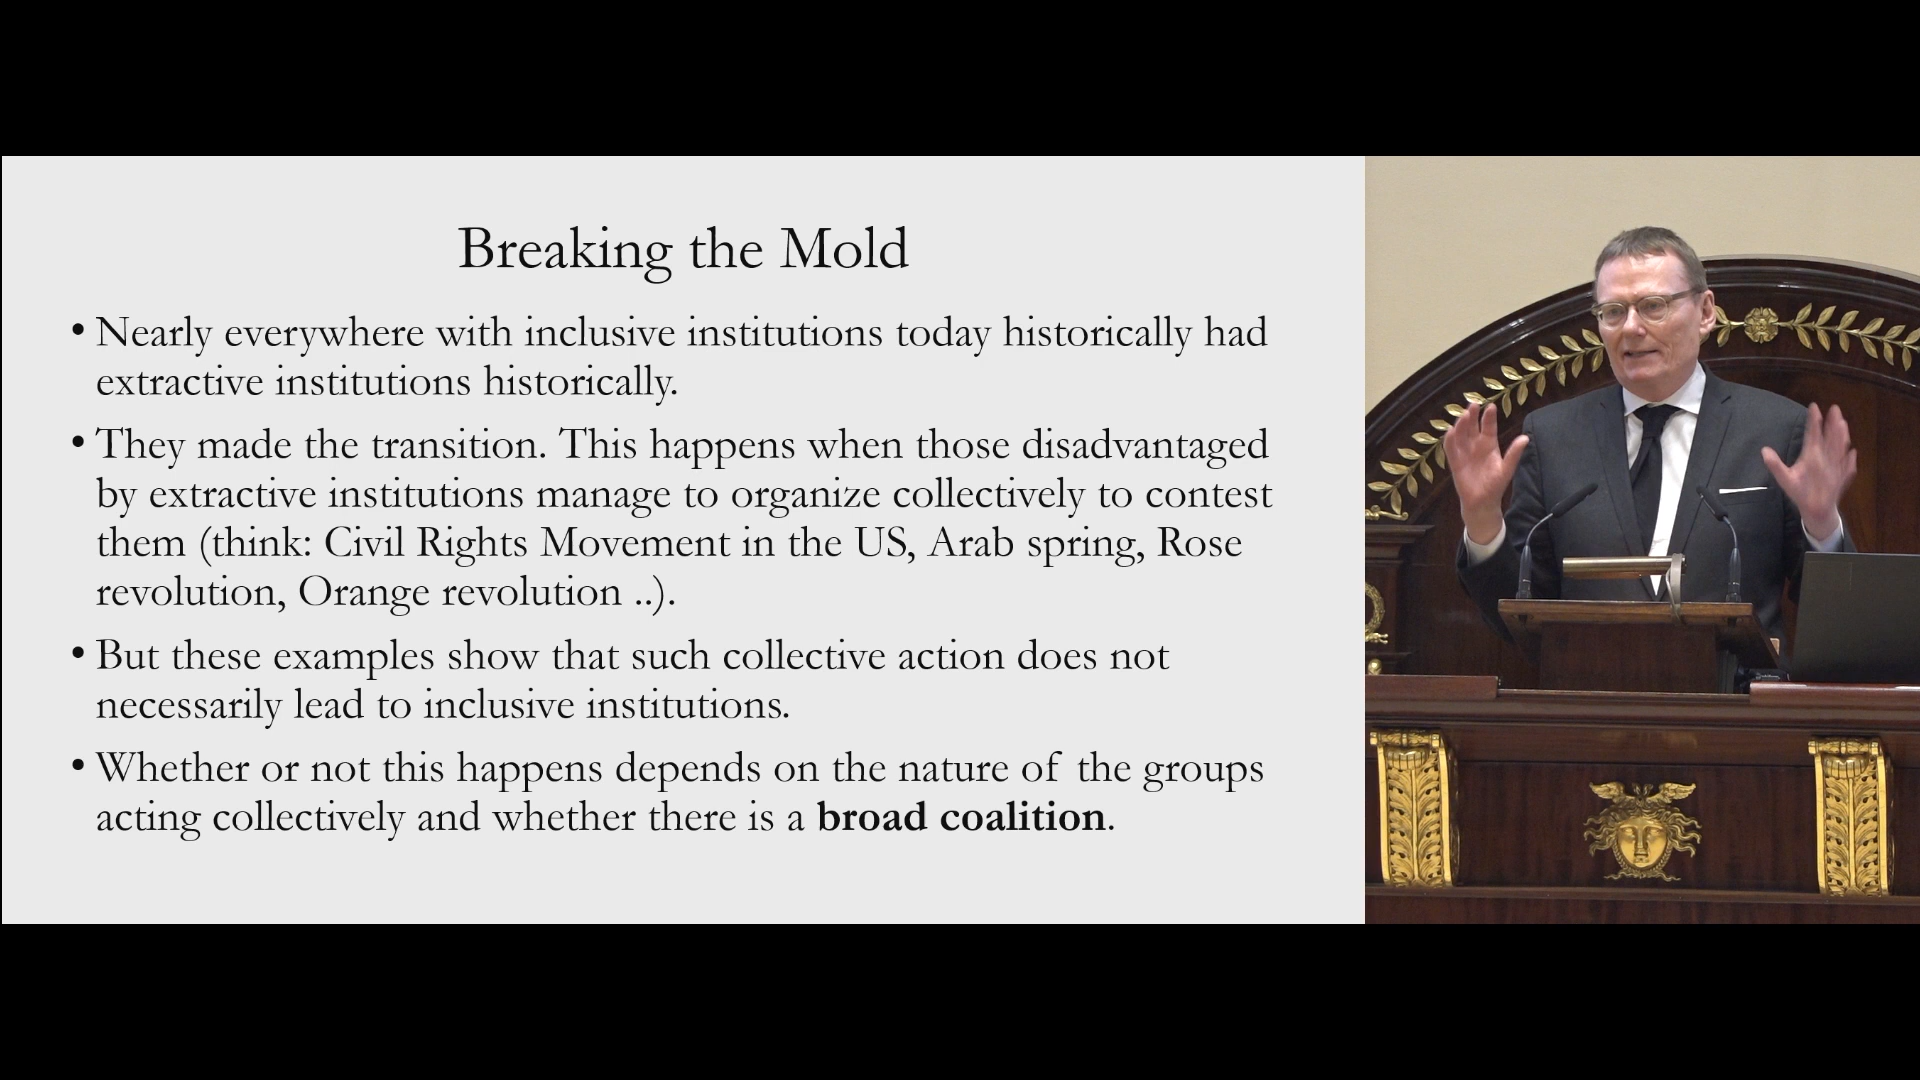 Breaking the Mold
• Nearly everywhere with inclusive institutions today historically had
extractive institutions historically.
• They made the transition. This happens when those disadvantaged
by extractive institutions manage to organize collectively to contest
them (think: Civil Rights Movement in the US, Arab spring, Rose
revolution, Orange revolution ..).
• But these examples show that such collective action does not
necessarily lead to inclusive institutions.
• Whether or not this happens depends on the nature of the groups
acting collectively and whether there is a broad coalition.